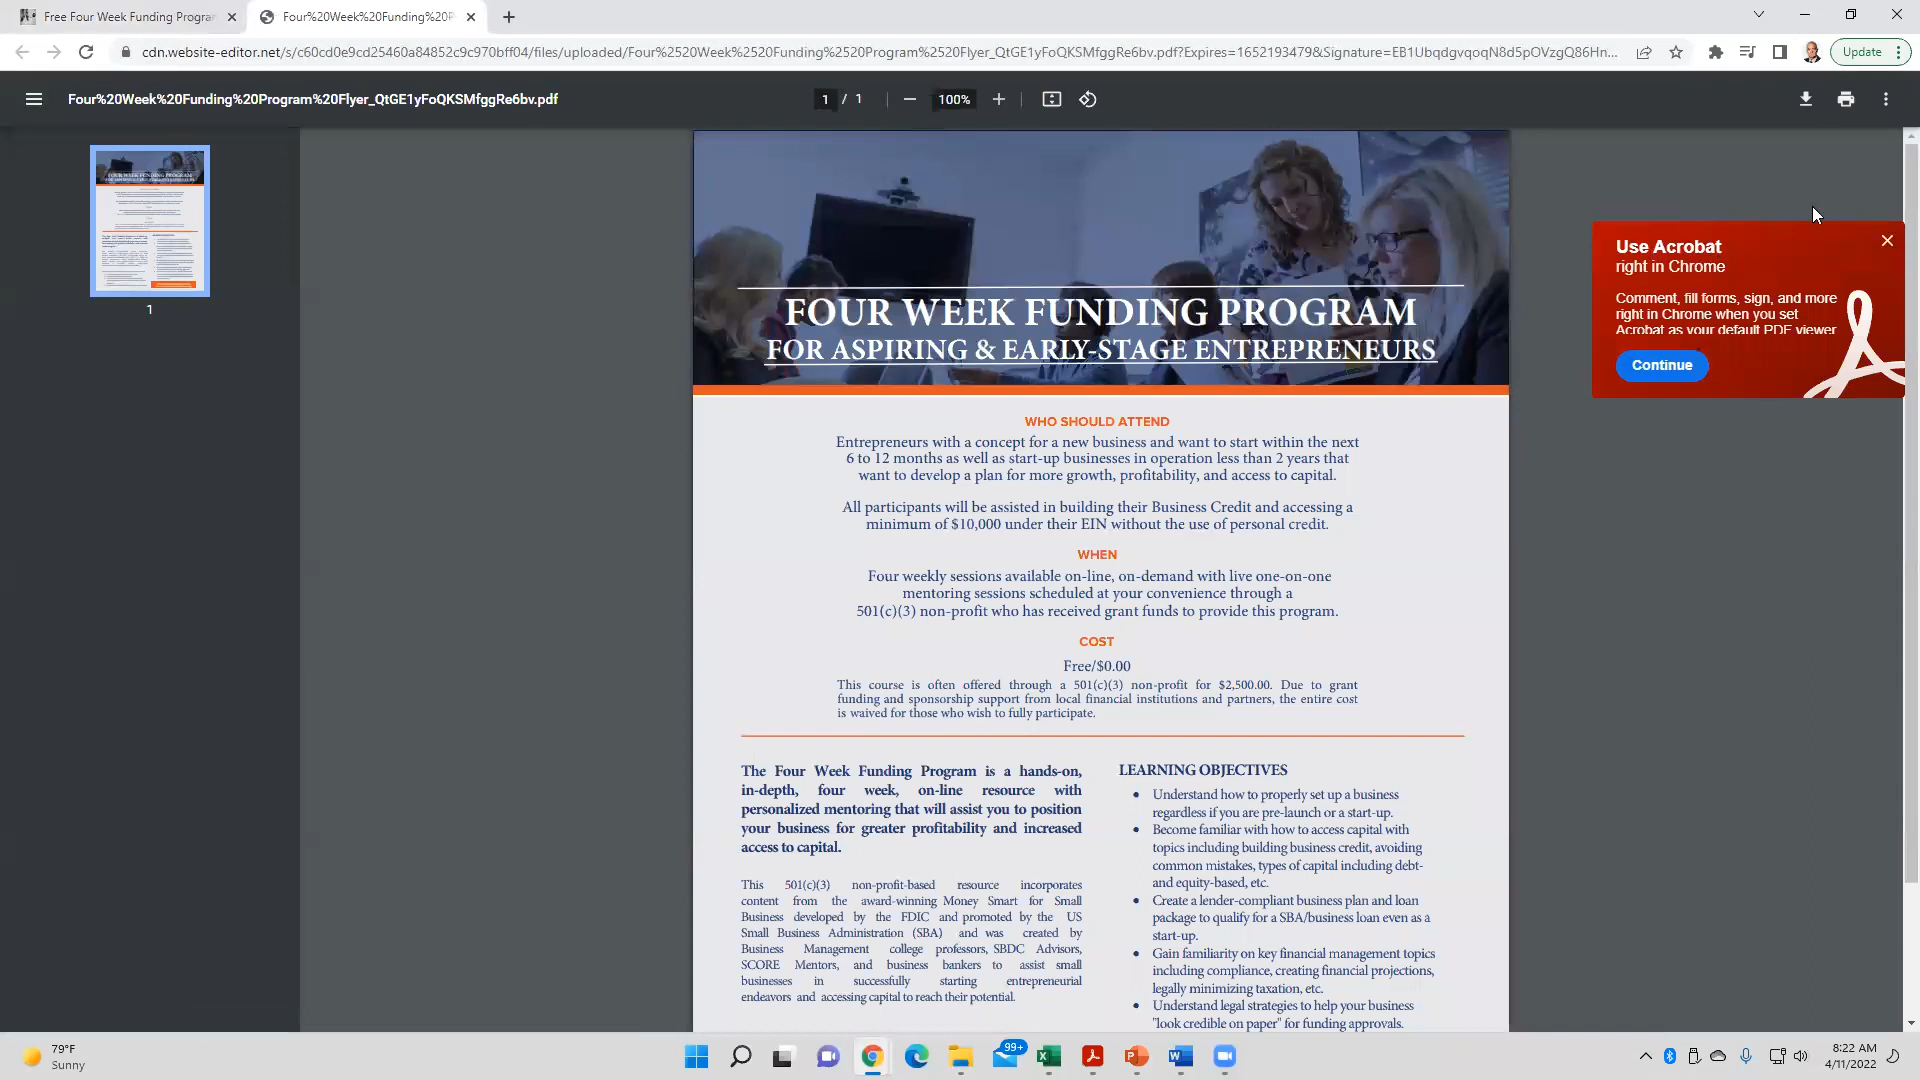 Free Four Week Funding Progra
Four%20Week%20Funding%20P
cdn.website-editor.net/s/c60cd0e9cd25460a84852c9c970bff04/files/uploaded/Four%2520Week%2520Funding%2520Program%2520Flyer_QtGE1yFoQKSMfggRe6bv.pdf?Expires=1652193479&Signature=EB1UbqdgvqoqN8d5pOVzgQ86Hn...
Update
Four%20Week%20Funding%20Program%20Flyer_QtGE1yFoQKSMfggRe6bv.pdf
1 / 1
100%
1
FOUR WEEK FUNDING PROGRAM
FOR ASPIRING & EARLY-STAGE ENTREPRENEURS
WHO SHOULD ATTEND
Entrepreneurs with a concept for a new business and want to start within the next
6 to 12 months as well as start-up businesses in operation less than 2 years that
want to develop a plan for more growth, profitability, and access to capital.
All participants will be assisted in building their Business Credit and accessing a
minimum of $10,000 under their EIN without the use of personal credit.
WHEN
Four weekly sessions available on-line, on-demand with live one-on-one
mentoring sessions scheduled at your convenience through a
501(c)(3) non-profit who has received grant funds to provide this program.
COST
Free/$0.00
This course is often offered through a 501(c)(3) non-profit for $2,500.00. Due to grant
funding and sponsorship support from local financial institutions and partners, the entire cost
is waived for those who wish to fully participate.
The Four Week Funding Program is a hands-on,
in-depth, four week, on-line resource with
personalized mentoring that will assist you to position
your business for greater profitability and increased
access to capital.
This 501(c)(3) non-profit-based resource incorporates
content from the award-winning Money Smart for Small
Business developed by the FDIC and promoted by the US
Small Business Administration (SBA) and was created by
Business Management college professors, SBDC Advisors,
SCORE Mentors, and business bankers to assist small
businesses in successfully starting entrepreneurial
endeavors and accessing capital to reach their potential.
LEARNING OBJECTIVES
• Understand how to properly set up a business
regardless if you are pre-launch or a start-up.
• Become familiar with how to access capital with
topics including building business credit, avoiding
common mistakes, types of capital including debt-
and equity-based, etc.
• Create a lender-compliant business plan and loan
package to qualify for a SBA/business loan even as a
start-up.
• Gain familiarity on key financial management topics
including compliance, creating financial projections,
legally minimizing taxation, etc.
• Understand legal strategies to help your business
"look credible on paper" for funding approvals.
Use Acrobat
right in Chrome
Comment, fill forms, sign, and more
right in Chrome when you set
Acrobat as your default PDF viewer
Continue
79°F
Sunny
99+
8:22 AM
4/11/2022